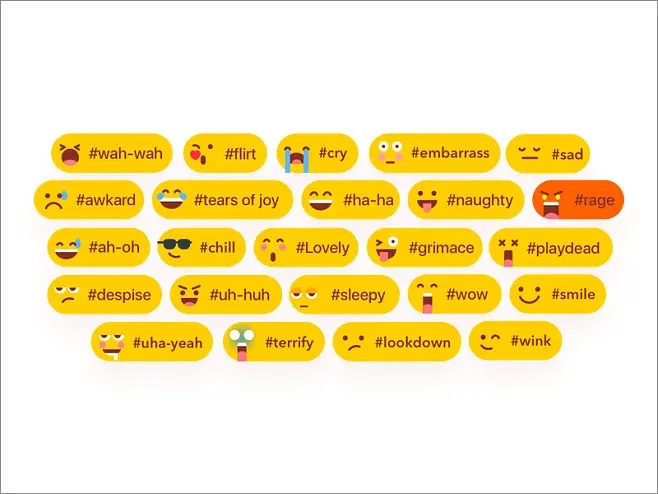 #wah-wah #flirt #cry #embarrass #sad
#awkard #tears of joy #ha-ha #naughty #rage
#ah-oh #chill #Lovely #grimace #playdead
#despise #uh-huh #sleepy #wow #smile
#uha-yeah #terrify #lookdown #wink